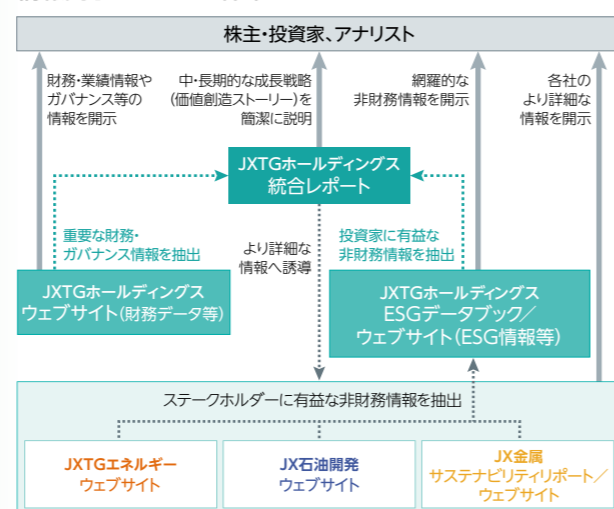 株主・投資家、アナリスト
財務・業績情報や
ガバナンス等の
情報を開示
中・長期的な成長戦略
(価値創造ストーリー)を
簡潔に説明
網羅的な
非財務情報を開示
各社の
より詳細な
情報を開示
JXTGホールディングス
統合レポート
重要な財務・
ガバナンス情報を抽出
より詳細な
情報へ誘導
投資家に有益な
非財務情報を抽出
JXTGホールディングス
ウェブサイト(財務データ等)
JXTGホールディングス
ESGデータブック/
ウェブサイト(ESG情報等)
ステークホルダーに有益な非財務情報を抽出
JXTGエネルギー
ウェブサイト
JX石油開発
ウェブサイト
JX金属
サステナビリティリポート/
ウェブサイト